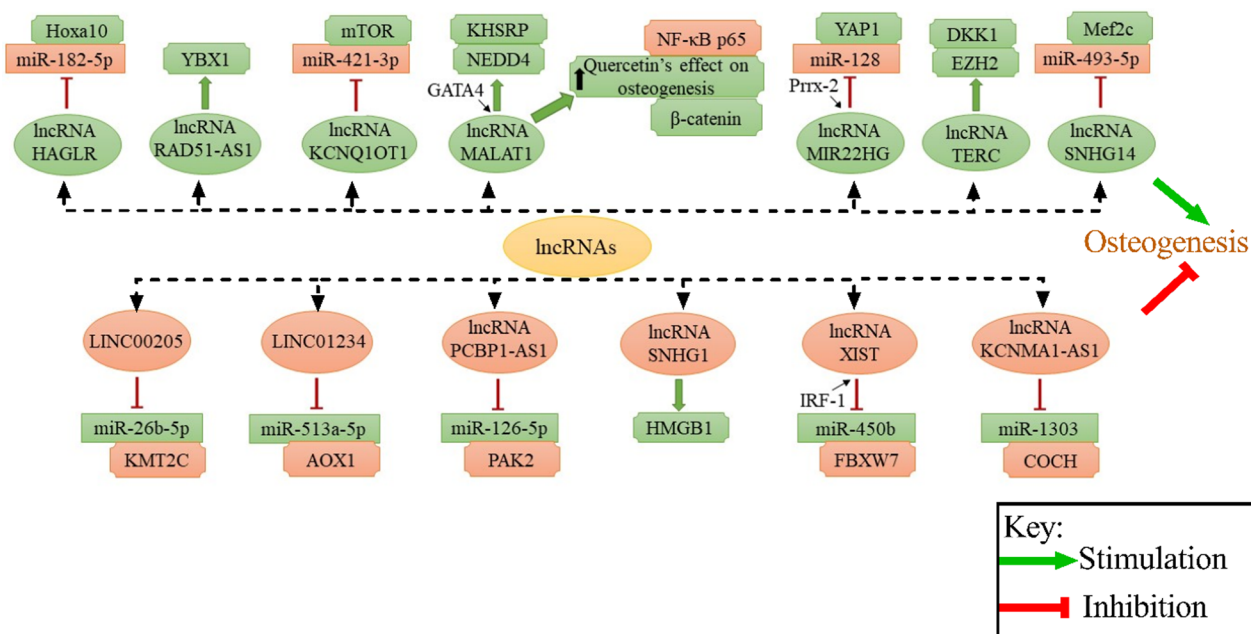 Hoxa10
miR-182-5p
lncRNA
HAGLR
YBX1
lncRNA
RAD51-AS1
mTOR
miR-421-3p
lncRNA
KCNQ1OT1
KHSRP
NEDD4
GATA4
lncRNA
MALAT1
NF-κB p65
Quercetin's effect on
osteogenesis
β-catenin
YAP1
miR-128
Prrx-2
lncRNA
MIR22HG
DKK1
EZH2
lncRNA
TERC
Mef2c
miR-493-5p
lncRNA
SNHG14
lncRNAs
Osteogenesis
LINC00205
miR-26b-5p
KMT2C
LINC01234
miR-513a-5p
AOX1
lncRNA
PCBP1-AS1
miR-126-5p
PAK2
lncRNA
SNHG1
HMGB1
lncRNA
XIST
IRF-1
miR-450b
FBXW7
lncRNA
KCNMA1-AS1
miR-1303
COCH
Key:
Stimulation
Inhibition